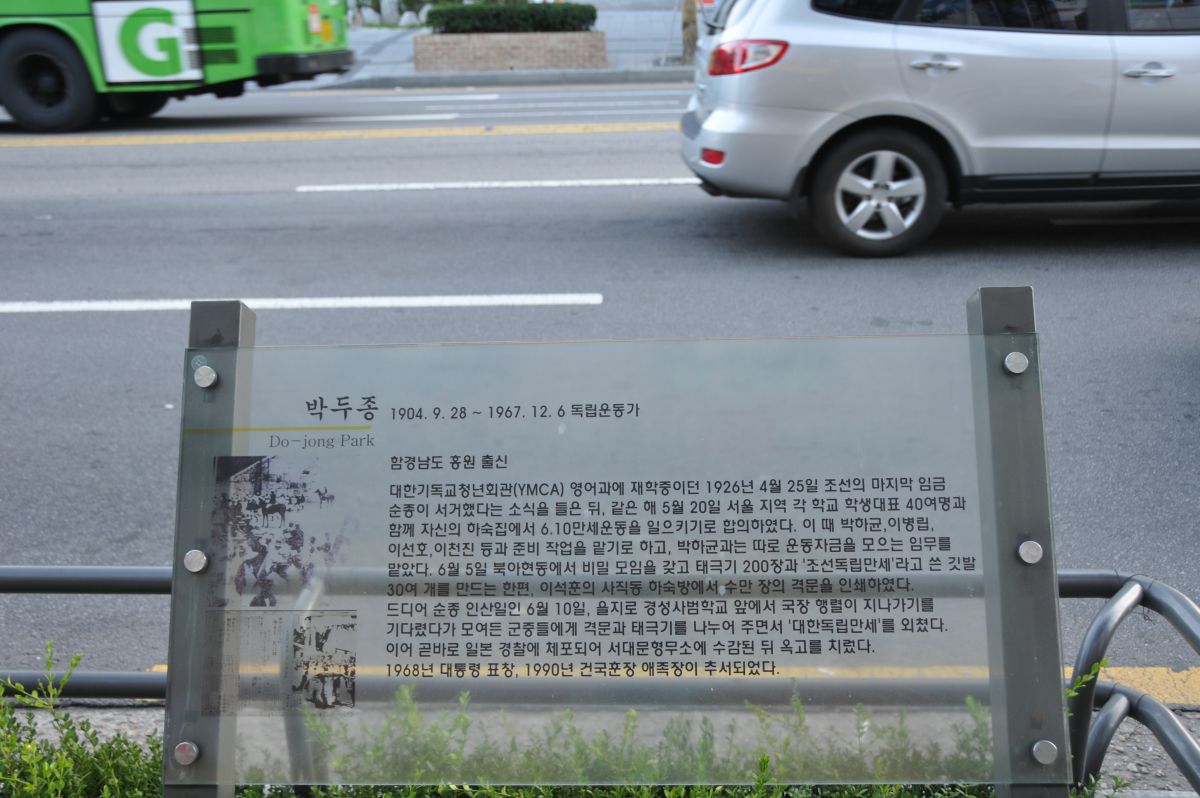 G
박두종 1904. 9. 28 ~ 1967. 12. 6 독립운동가
Do-jong Park
함경남도 홍원 출신
대한기독교청년회관(YMCA) 영어과에 재학중이던 1926년 4월 25일 조선의 마지막 임금
순종이 서거했다는 소식을 들은 뒤, 같은 해 5월 20일 서울 지역 각 학교 학생대표 40여명과
함께 자신의 하숙집에서 6.10만세운동을 일으키기로 합의하였다. 이 때 박하균,이병립,
이선호,이천진 등과 준비 작업을 맡기로 하고, 박하균과는 따로 운동자금을 모으는 임무를
맡았다. 6월 5일 북아현동에서 비밀 모임을 갖고 태극기 200장과 '조선독립만세'라고 쓴 깃발
30여 개를 만드는 한편, 이석훈의 사직동 하숙방에서 수만 장의 격문을 인쇄하였다.
드디어 순종 인산일인 6월 10일, 을지로 경성사범학교 앞에서 국장 행렬이 지나가기를
기다렸다가 모여든 군중들에게 격문과 태극기를 나누어 주면서 '대한독립만세'를 외쳤다.
이어 곧바로 일본 경찰에 체포되어 서대문형무소에 수감된 뒤 옥고를 치렀다.
1968년 대통령 표창, 1990년 건국훈장 애족장이 추서되었다.